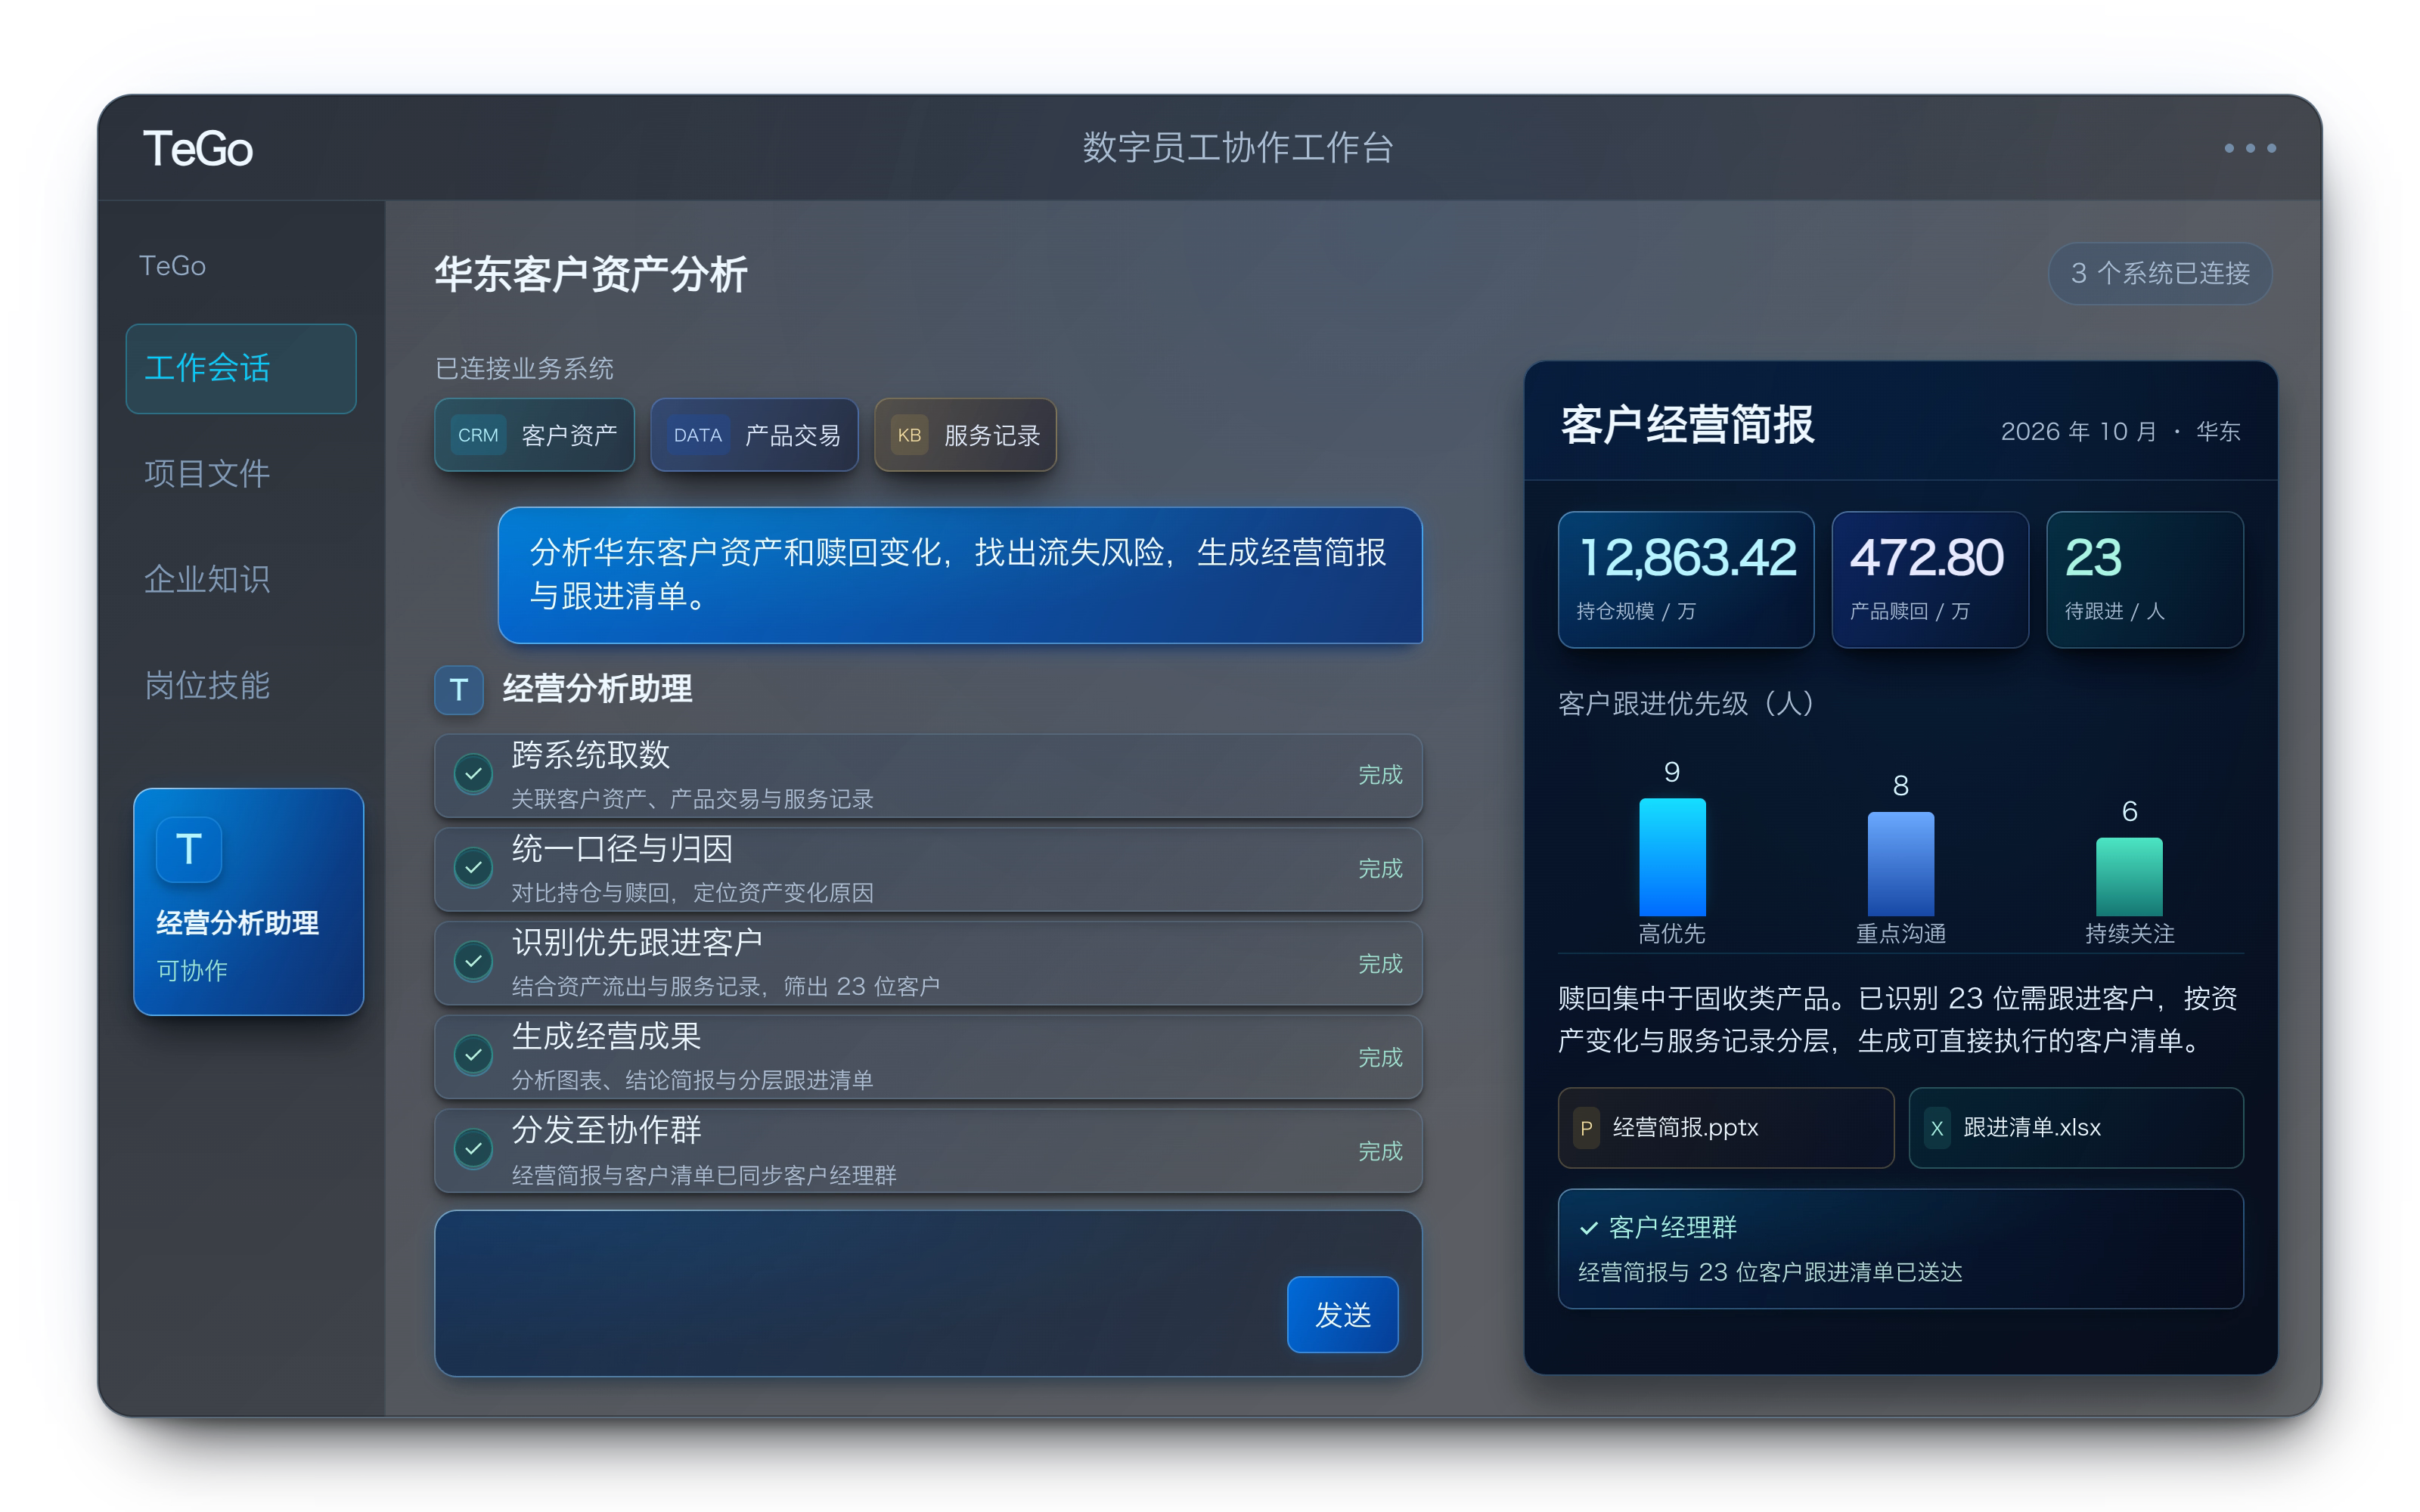 TeGo
数字员工协作工作台
TeGo
工作会话
项目文件
企业知识
岗位技能
T
经营分析助理
可协作
华东客户资产分析
3 个系统已连接
已连接业务系统
CRM 客户资产
DATA 产品交易
KB 服务记录
分析华东客户资产和赎回变化，找出流失风险，生成经营简报
与跟进清单。
T 经营分析助理
跨系统取数
关联客户资产、产品交易与服务记录
完成
统一口径与归因
对比持仓与赎回，定位资产变化原因
完成
识别优先跟进客户
结合资产流出与服务记录，筛出 23 位客户
完成
生成经营成果
分析图表、结论简报与分层跟进清单
完成
分发至协作群
经营简报与客户清单已同步客户经理群
完成
发送
客户经营简报
2026 年 10 月 · 华东
12,863.42
持仓规模 / 万
472.80
产品赎回 / 万
23
待跟进 / 人
客户跟进优先级（人）
9
高优先
8
重点沟通
6
持续关注
赎回集中于固收类产品。已识别 23 位需跟进客户，按资
产变化与服务记录分层，生成可直接执行的客户清单。
P 经营简报.pptx
X 跟进清单.xlsx
客户经理群
经营简报与 23 位客户跟进清单已送达